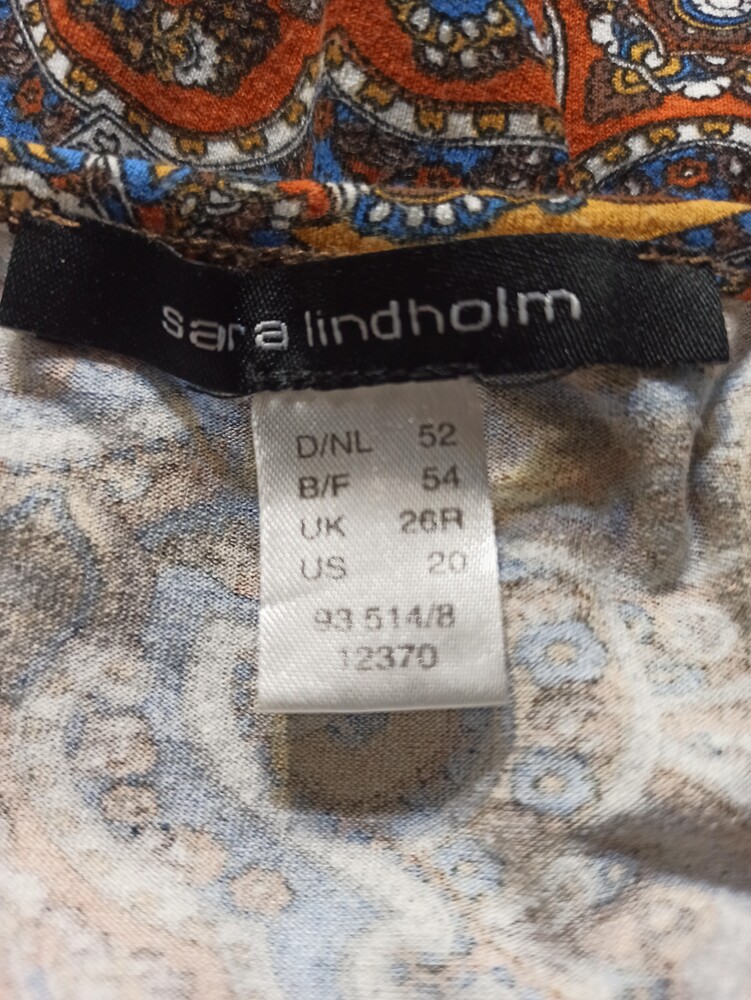 sara lindholm
D/NL 52
B/F 54
UK 26R
US 20
93 514/8
12370